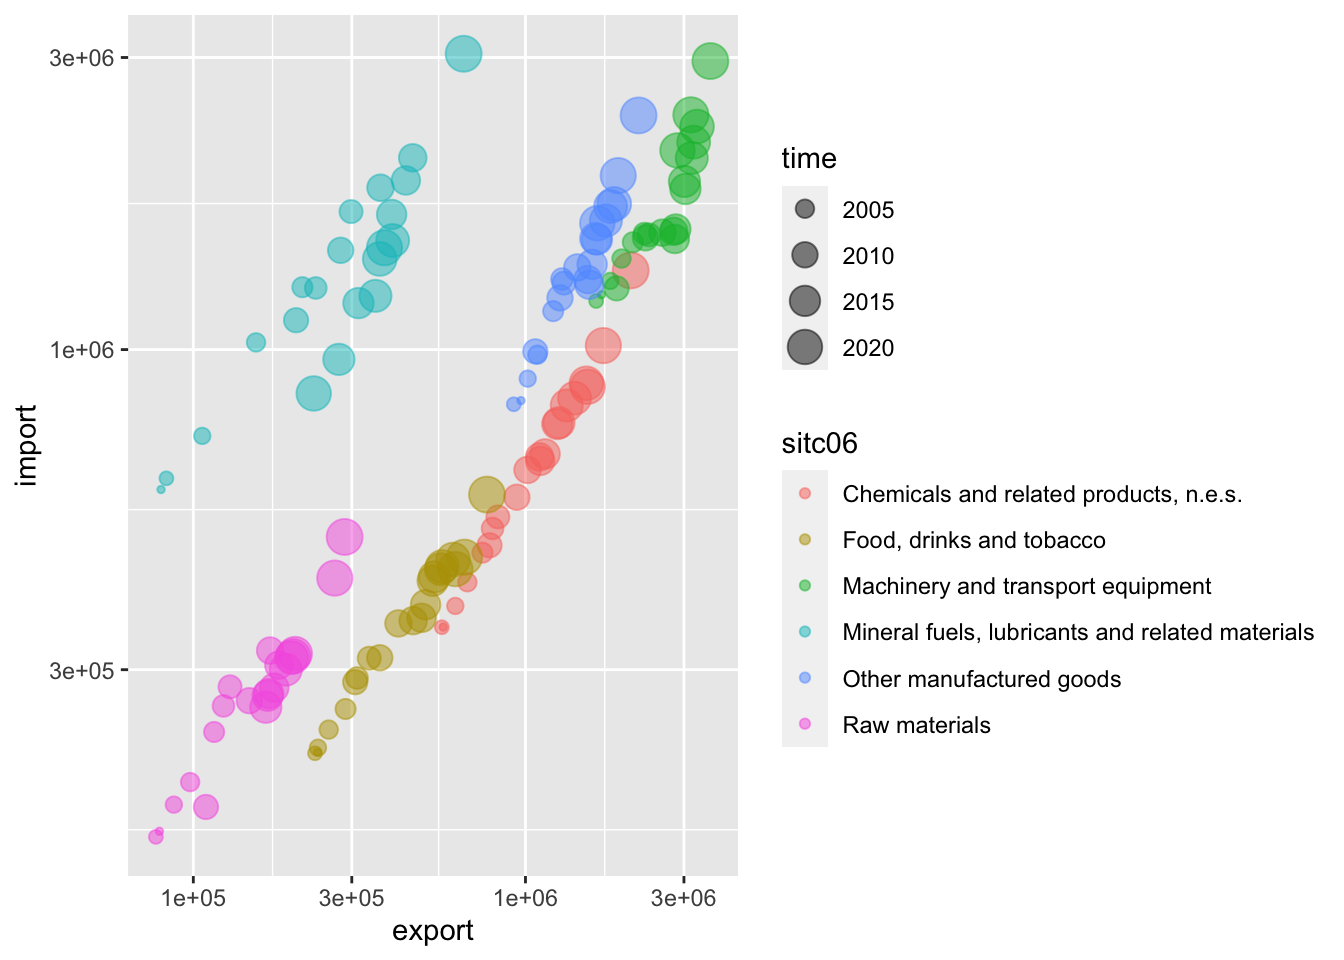 3e+06
1e+06
3e+05
import
1e+05
3e+05
1e+06
3e+06
export
time
2005
2010
2015
2020
sitc06
Chemicals and related products, n.e.s.
Food, drinks and tobacco
Machinery and transport equipment
Mineral fuels, lubricants and related materials
Other manufactured goods
Raw materials